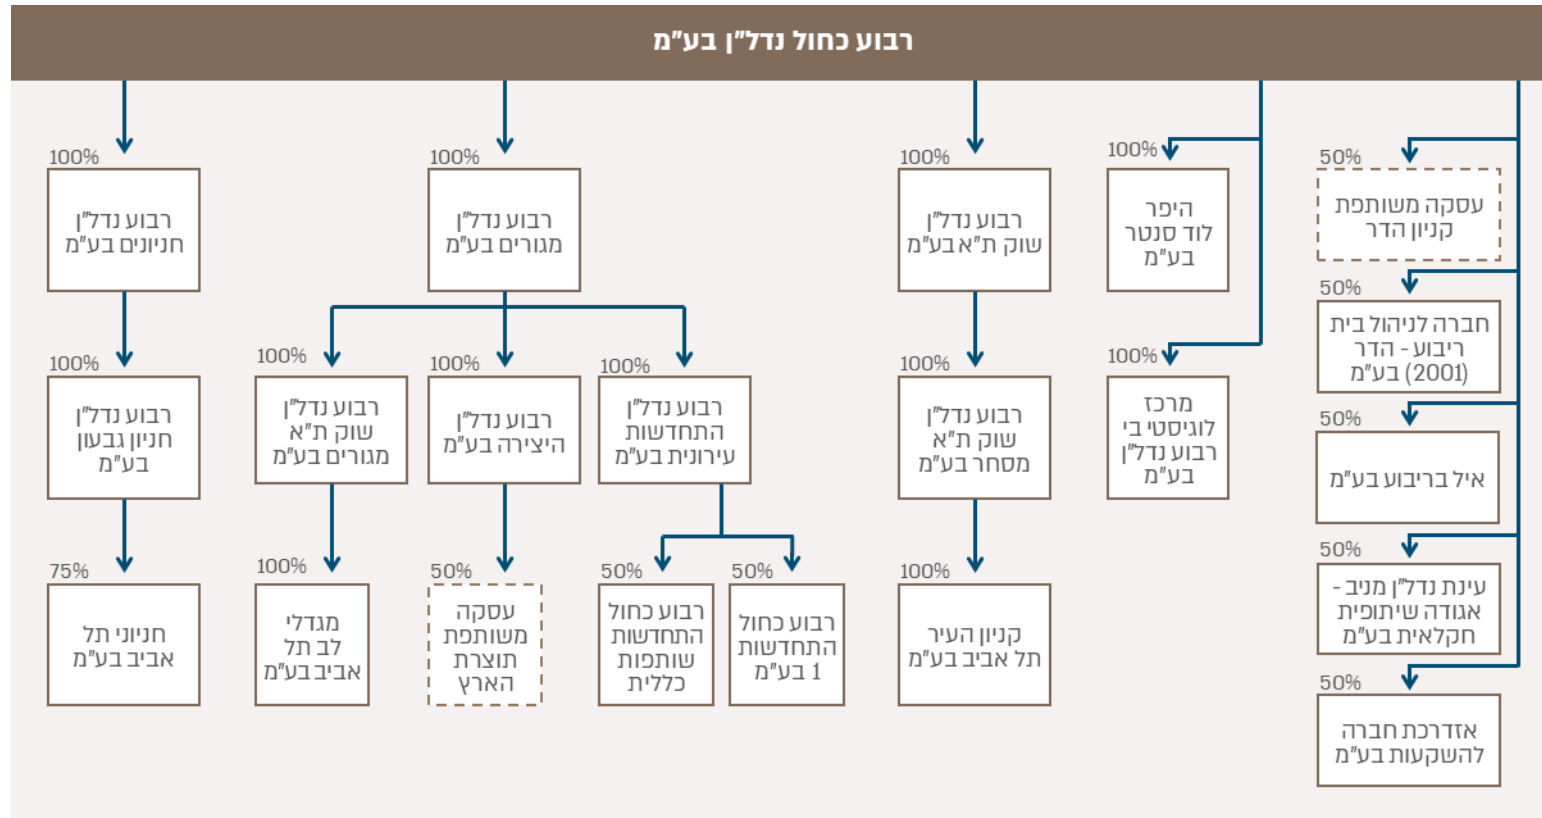 רבוע כחול נדל"ן בע"מ
50%
עסקה משותפת
קניון הדר
50%
חברה לניהול בית
ריבוע - הדר
(2001) בע"מ
50%
איל בריבוע בע"מ
50%
עינת נדל"ן מניב -
אגודה שיתופית
חקלאית בע"מ
50%
אזדרכת חברה
להשקעות בע"מ
100%
היפר
לוד סנטר
בע"מ
100%
מרכז
לוגיסטי בי
רבוע נדל"ן
בע"מ
100%
רבוע נדל"ן
שוק ת"א בע"מ
100%
רבוע נדל"ן
שוק ת"א
מסחר בע"מ
100%
קניון העיר
תל אביב בע"מ
100%
רבוע נדל"ן
מגורים בע"מ
100%
רבוע נדל"ן
התחדשות
עירונית בע"מ
50%
רבוע כחול
התחדשות
1 בע"מ
50%
רבוע כחול
התחדשות
שותפות
כללית
100%
רבוע נדל"ן
היצירה בע"מ
50%
עסקה
משותפת
תוצרת
הארץ
100%
רבוע נדל"ן
שוק ת"א
מגורים בע"מ
100%
מגדלי
לב תל
אביב בע"מ
100%
רבוע נדל"ן
חניונים בע"מ
100%
רבוע נדל"ן
חניון גבעון
בע"מ
75%
חניוני תל
אביב בע"מ